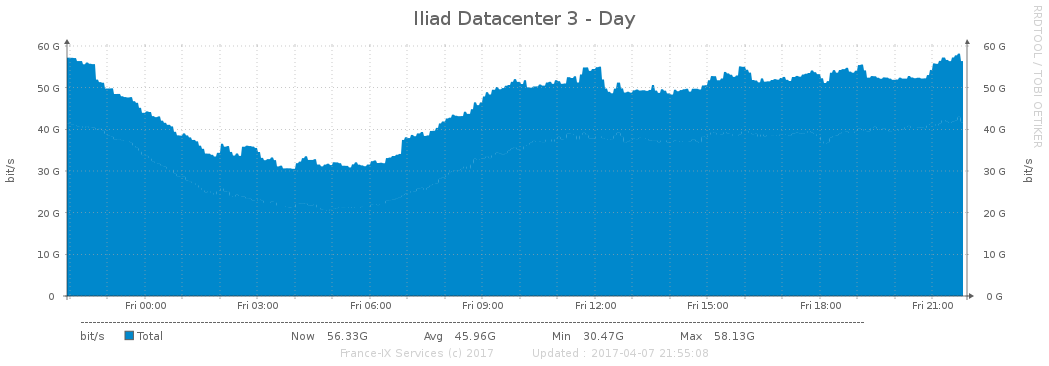 Iliad Datacenter 3 - Day
RRDTOOL / TOBI OETIKER
60 G 60 G
50 G 50 G
40 G 40 G
30 G 30 G
20 G 20 G
10 G 10 G
0 0 G
bit/s bit/s
Fri 00:00 Fri 03:00 Fri 06:00 Fri 09:00 Fri 12:00 Fri 15:00 Fri 18:00 Fri 21:00
bit/s Total Now 56.33G Avg 45.96G Min 30.47G Max 58.13G
France-IX Services (c) 2017 Updated : 2017-04-07 21:55:08